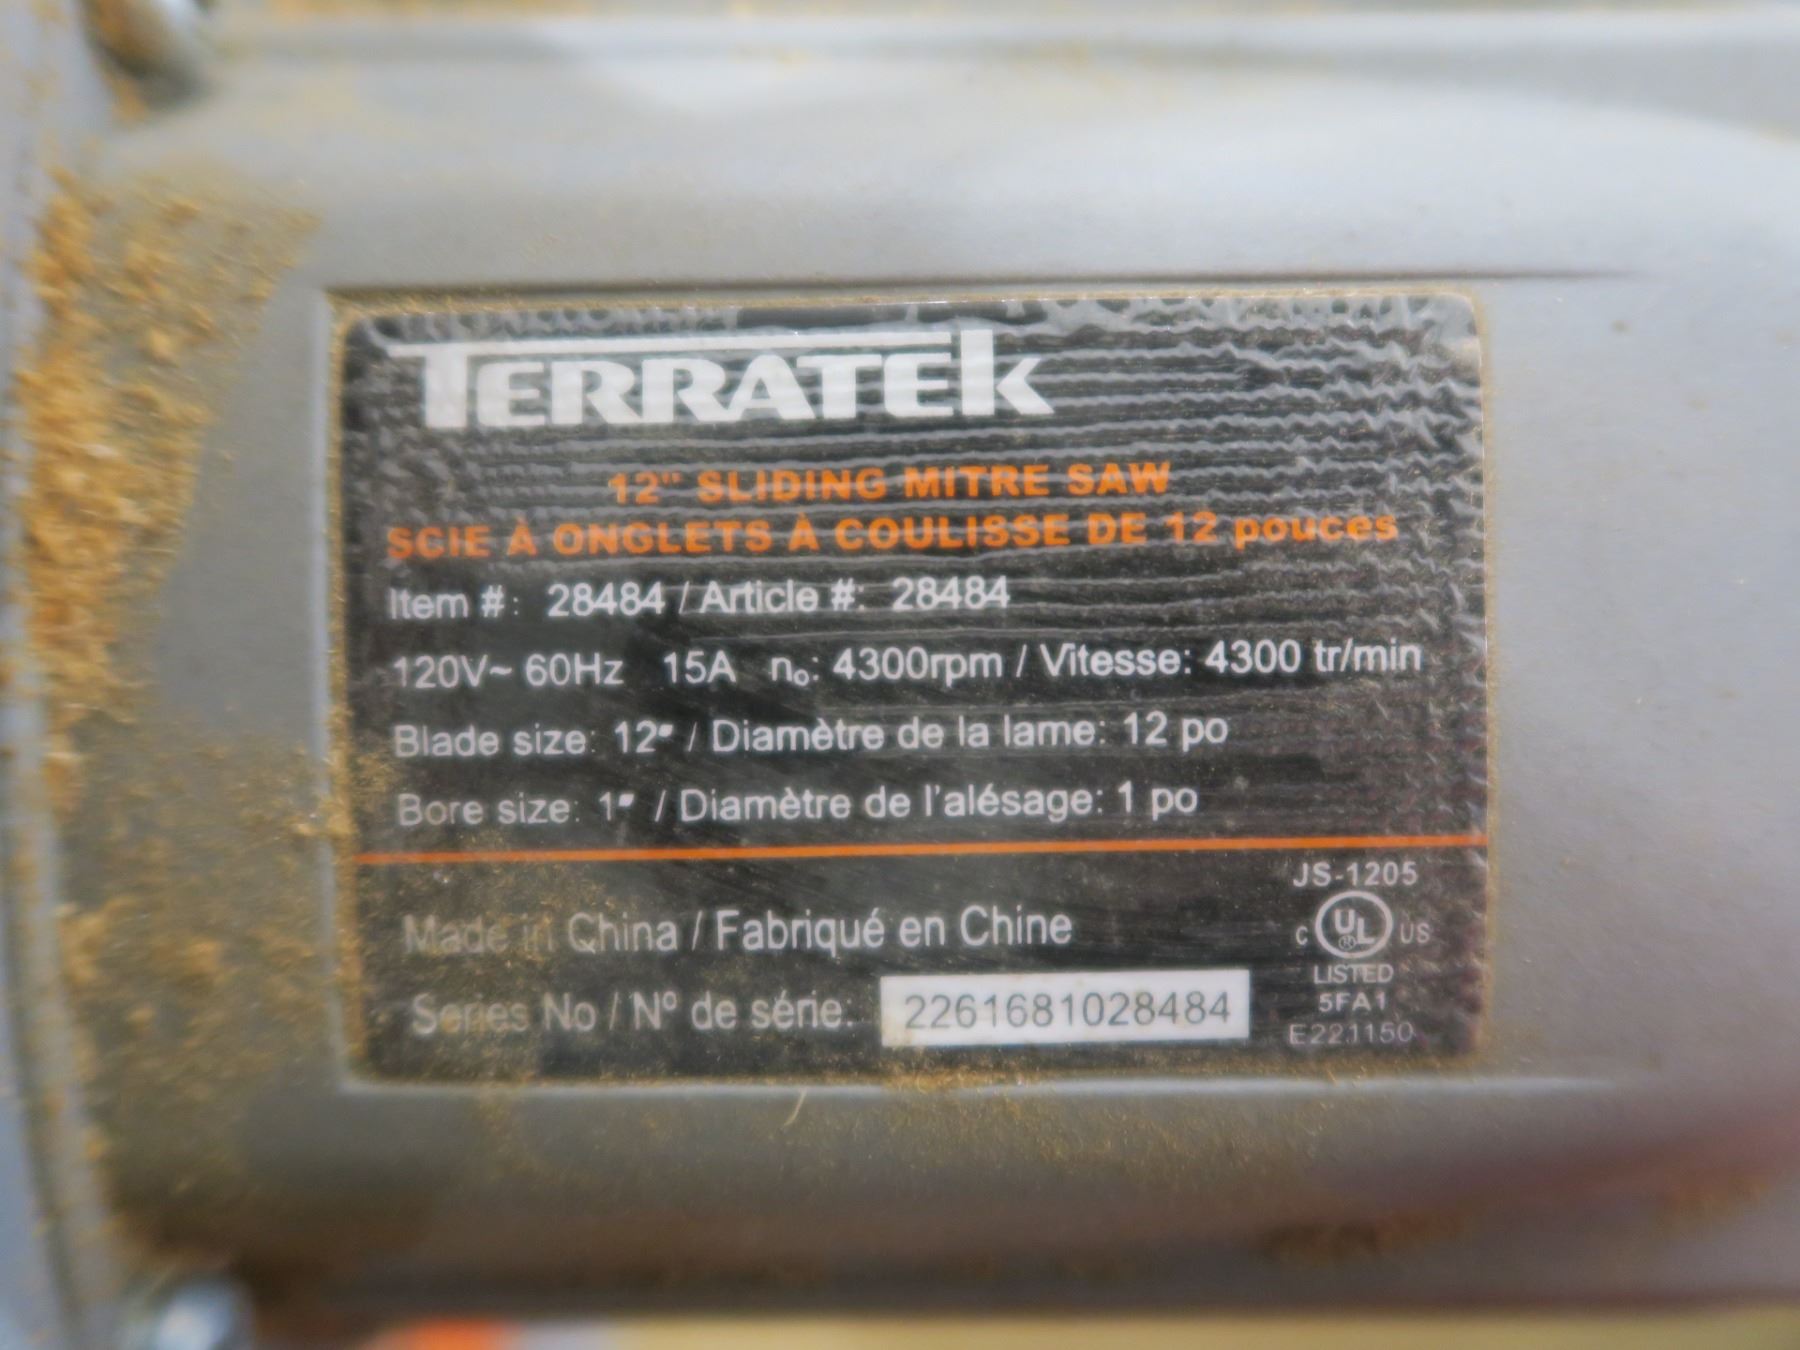 TERRATEK
12" SLIDING MITRE SAW
SCIE À ONGLETS À COULISSE DE 12 pouces
Item #: 28484 / Article #: 28484
120V~ 60Hz 15A no: 4300rpm / Vitesse: 4300 tr/min
Blade size: 12" / Diamètre de la lame: 12 po
Bore size: 1" / Diamètre de l'alésage: 1 po
JS-1205
Made in China / Fabriqué en Chine
C UL ® US
LISTED
5FA1
E221150
Series No / Nº de série: 2261681028484